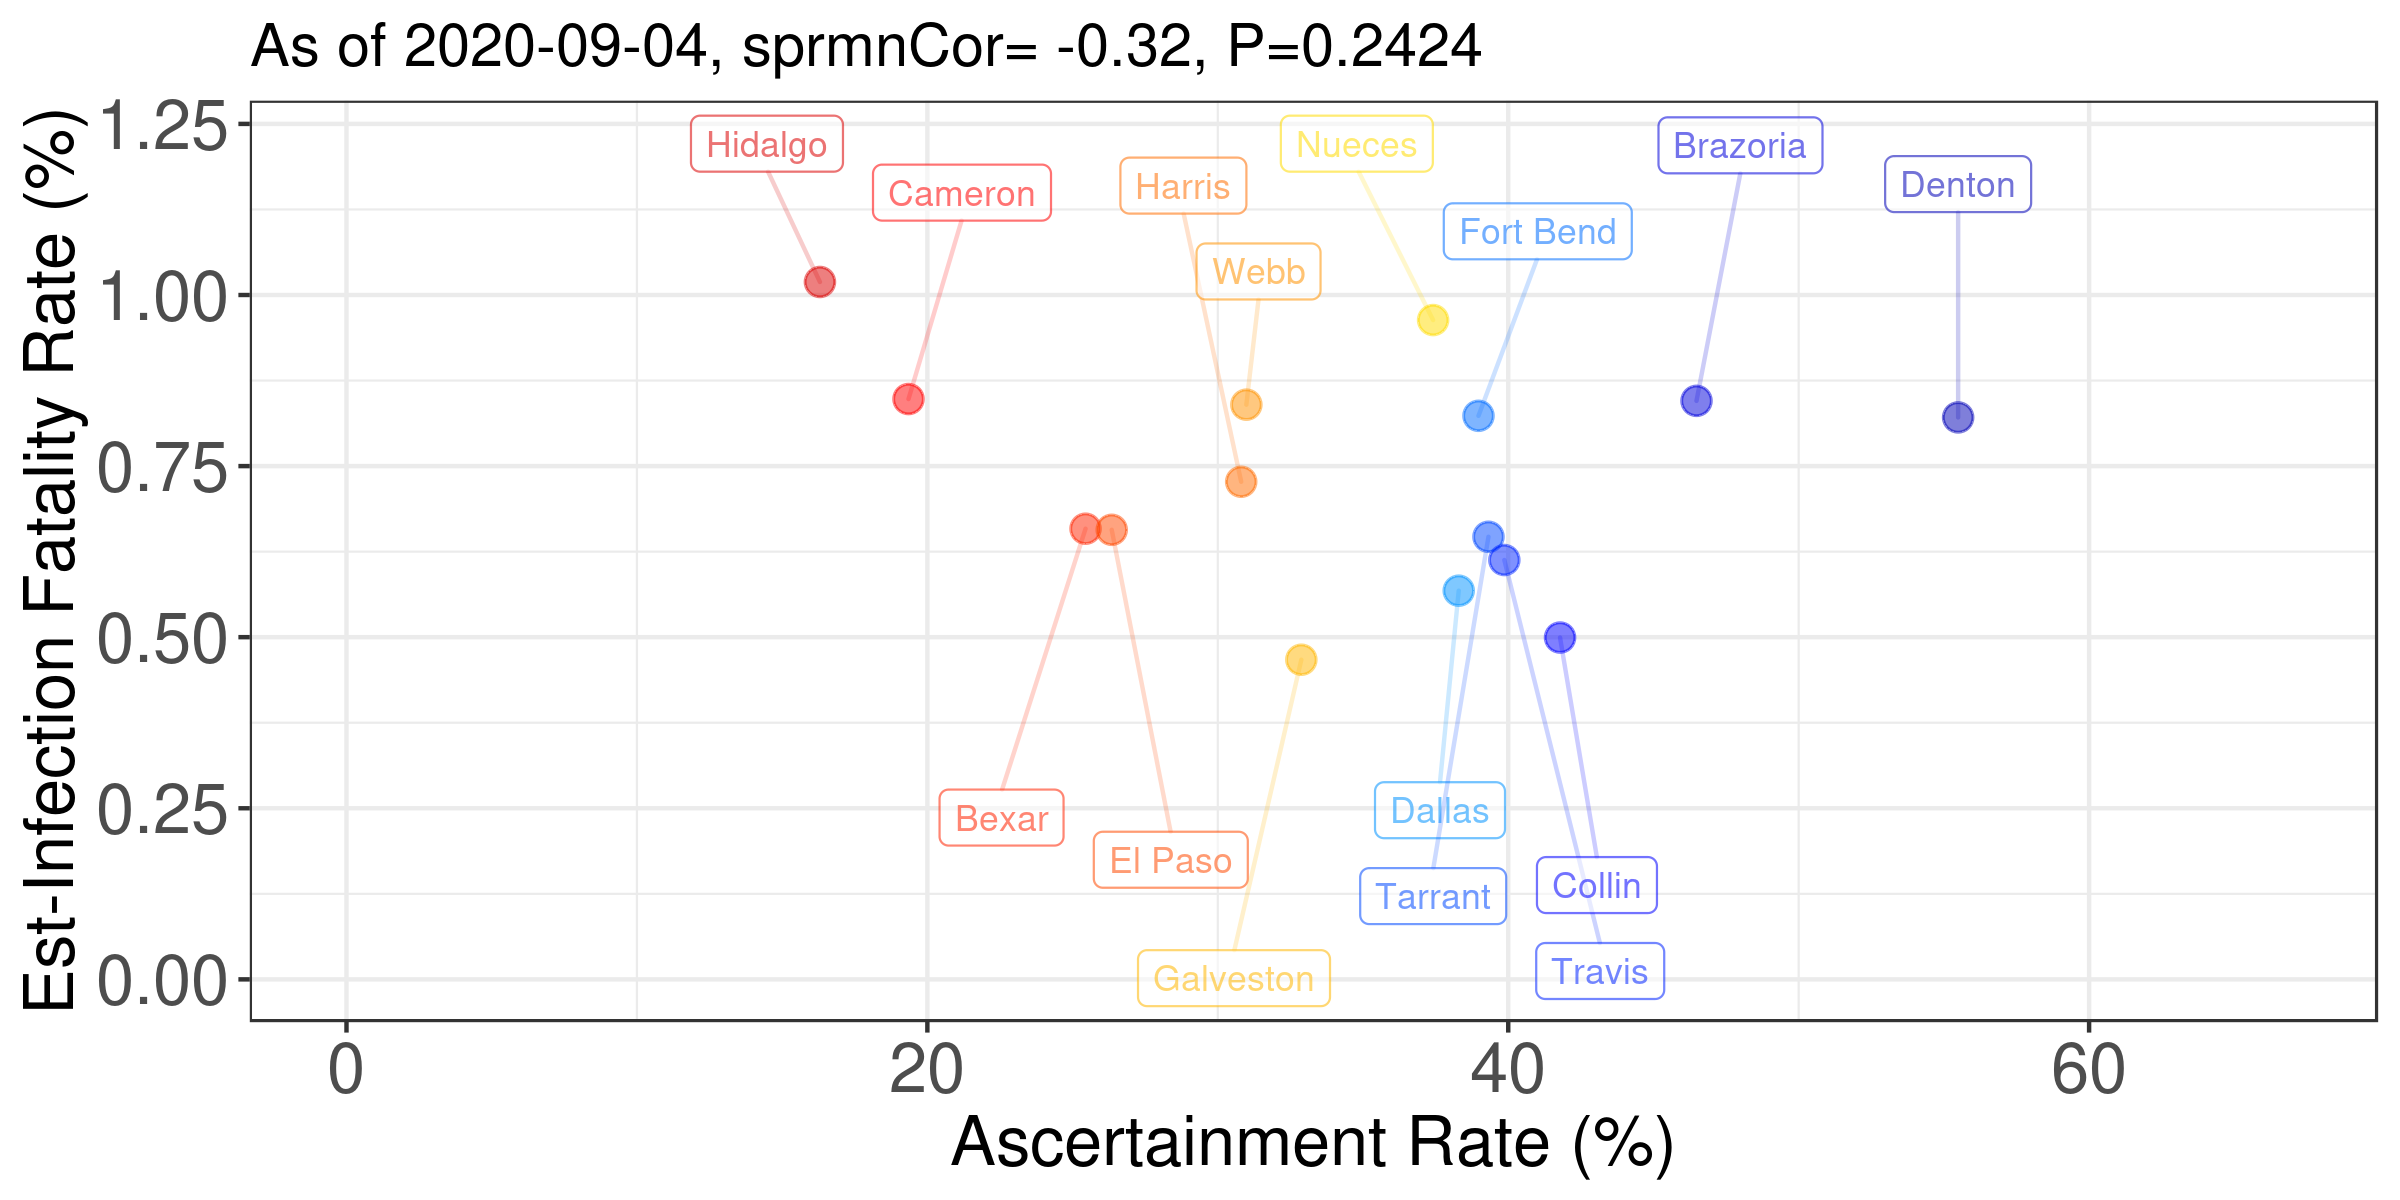 As of 2020-09-04, sprmnCor= -0.32, P=0.2424
Est-Infection Fatality Rate (%)
1.25
1.00
0.75
0.50
0.25
0.00
Hidalgo
Cameron
Harris
Webb
Nueces
Fort Bend
Brazoria
Denton
Bexar
El Paso
Galveston
Dallas
Tarrant
Collin
Travis
0
20
40
60
Ascertainment Rate (%)